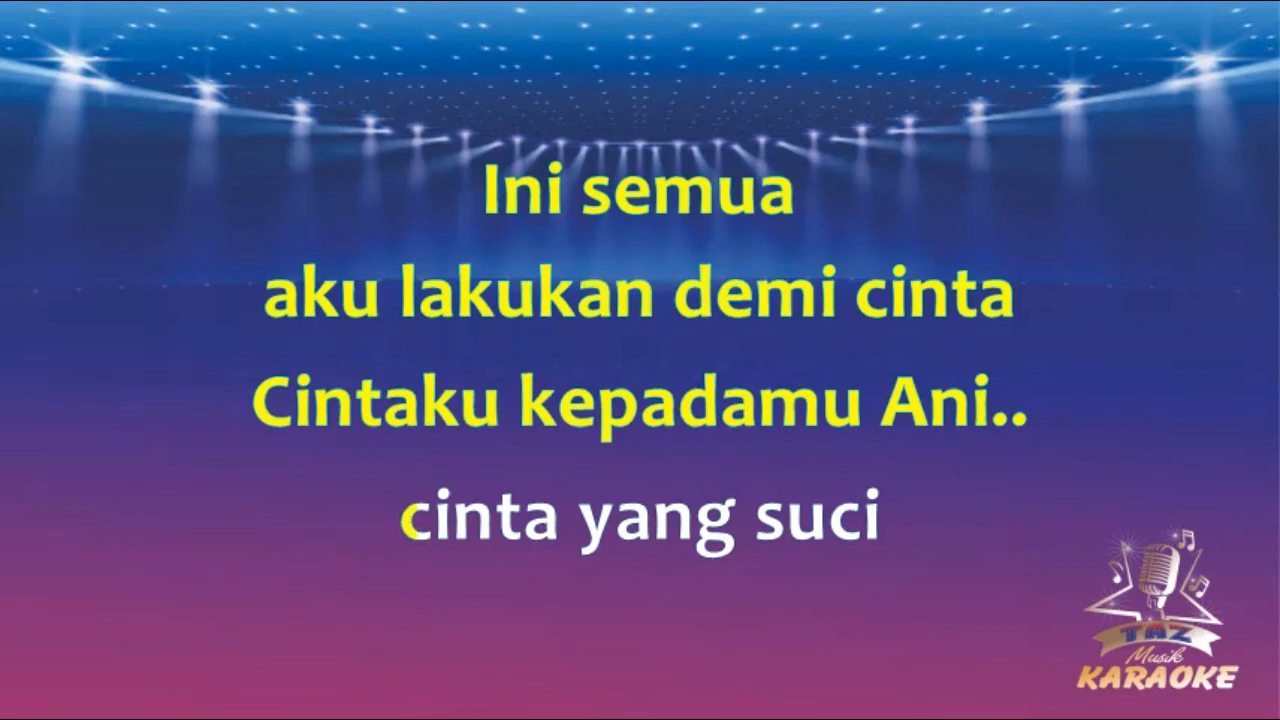 Ini semua
aku lakukan demi cinta
Cintaku kepadamu Ani..
cinta yang suci
TAZ
Musik
KARAOKE